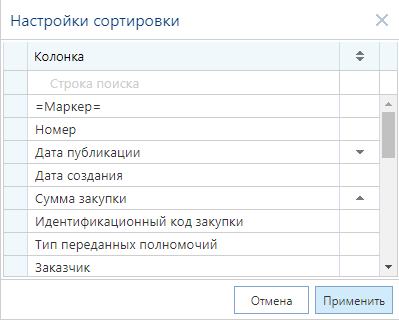 Настройки сортировки
Колонка
Строка поиска
=Маркер=
Номер
Дата публикации
Дата создания
Сумма закупки
Идентификационный код закупки
Тип переданных полномочий
Заказчик
Отмена
Применить